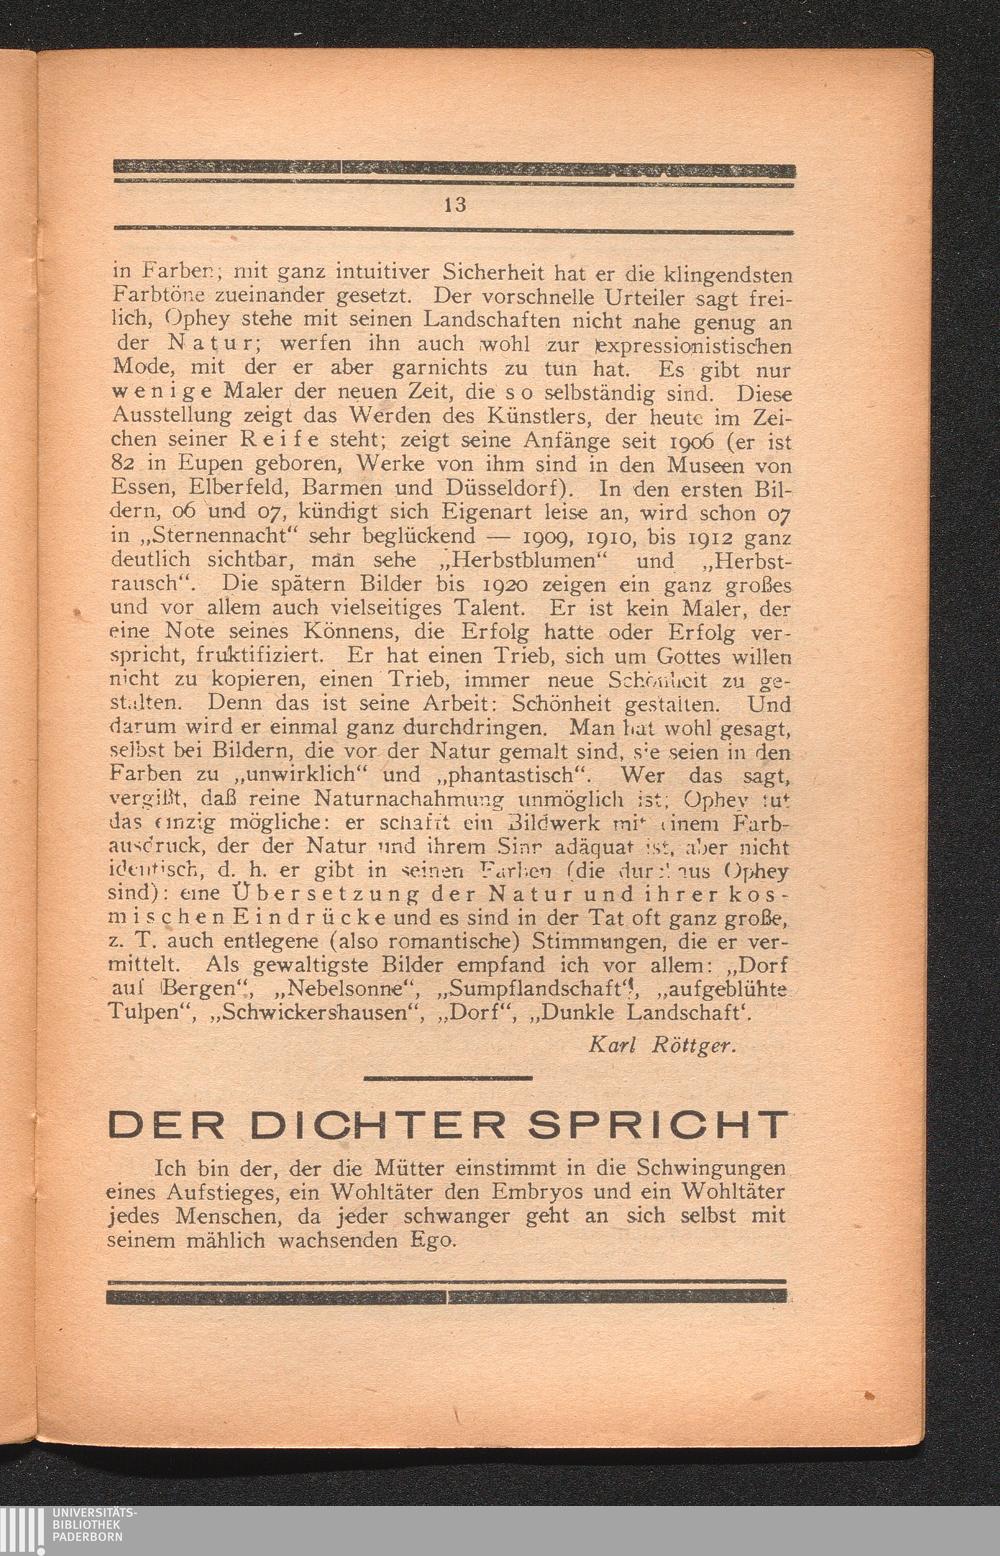 13
in Farben; mit ganz intuitiver Sicherheit hat er die klingendsten
Farbtöne zueinander gesetzt. Der vorschnelle Urteiler sagt frei-
lich, Ophey stehe mit seinen Landschaften nicht nahe genug an
der Natur; werfen ihn auch wohl zur expressionistischen
Mode, mit der er aber garnichts zu tun hat. Es gibt nur
wenige Maler der neuen Zeit, die so selbständig sind. Diese
Ausstellung zeigt das Werden des Künstlers, der heute im Zei-
chen seiner Reife steht; zeigt seine Anfänge seit 1906 (er ist
82 in Eupen geboren, Werke von ihm sind in den Museen von
Essen, Elberfeld, Barmen und Düsseldorf). In den ersten Bil-
dern, 06 und 07, kündigt sich Eigenart leise an, wird schon 07
in „Sternennacht“ sehr beglückend — 1909, 1910, bis 1912 ganz
deutlich sichtbar, man sehe „Herbstblumen“ und „Herbst-
rausch“. Die spätern Bilder bis 1920 zeigen ein ganz großes
und vor allem auch vielseitiges Talent. Er ist kein Maler, der
eine Note seines Könnens, die Erfolg hatte oder Erfolg ver-
spricht, fruktifiziert. Er hat einen Trieb, sich um Gottes willen
nicht zu kopieren, einen Trieb, immer neue Schönheit zu ge-
stalten. Denn das ist seine Arbeit: Schönheit gestalten. Und
darum wird er einmal ganz durchdringen. Man hat wohl gesagt,
selbst bei Bildern, die vor der Natur gemalt sind, sie seien in den
Farben zu „unwirklich“ und „phantastisch“. Wer das sagt,
vergißt, daß reine Naturnachahmung unmöglich ist; Ophey tut
das einzig mögliche: er schafft ein Bildwerk mit einem Farb-
ausdruck, der der Natur und ihrem Sinn adäquat ist, aber nicht
identisch, d. h. er gibt in seinen Farben (die durchaus Ophey
sind): eine Übersetzung der Natur und ihrer kos-
mischen Eindrücke und es sind in der Tat oft ganz große,
z. T. auch entlegene (also romantische) Stimmungen, die er ver-
mittelt. Als gewaltigste Bilder empfand ich vor allem: „Dorf
auf Bergen“, „Nebelsonne“, „Sumpflandschaft“, „aufgeblühte
Tulpen“, „Schwickershausen“, „Dorf“, „Dunkle Landschaft‘.
Karl Röttger.
DER DICHTER SPRICHT
Ich bin der, der die Mütter einstimmt in die Schwingungen
eines Aufstieges, ein Wohltäter den Embryos und ein Wohltäter
jedes Menschen, da jeder schwanger geht an sich selbst mit
seinem mählich wachsenden Ego.
UNIVERSITÄTS-
BIBLIOTHEK
PADERBORN